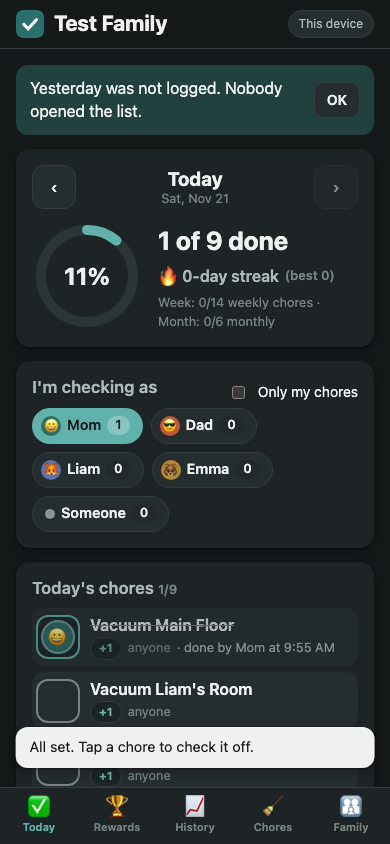 Test Family
This device
Yesterday was not logged. Nobody
opened the list.
OK
‹
Today
›
Sat, Nov 21
11%
1 of 9 done
🔥 0-day streak (best 0)
Week: 0/14 weekly chores ·
Month: 0/6 monthly
I'm checking as
Only my chores
Mom 1
Dad 0
Liam 0
Emma 0
Someone 0
Today's chores 1/9
Vacuum Main Floor
+1 anyone · done by Mom at 9:55 AM
Vacuum Liam's Room
+1 anyone
All set. Tap a chore to check it off.
+1 anyone
Today
Rewards
History
Chores
Family